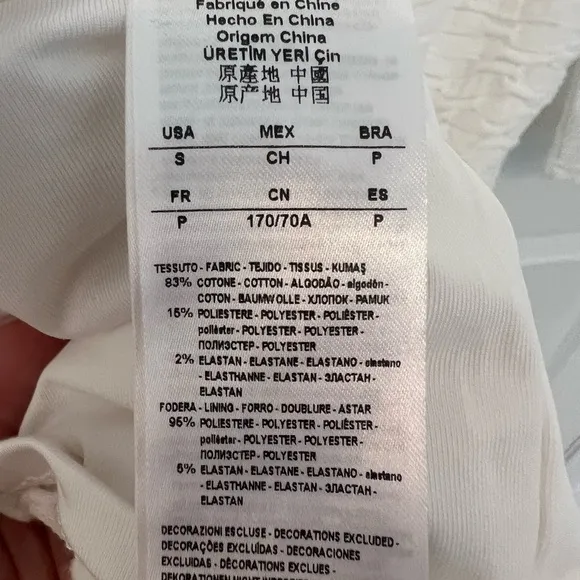 Fabriqué en Chine
Hecho En China
Origem China
ÜRETİM YERİ Çin
原產地 中國
原产地 中国
USA MEX BRA
S CH P
FR CN ES
P 170/70A P
TESSUTO - FABRIC - TEJIDO - TISSUS - KUMAŞ
83% COTONE - COTTON - ALGODÃO - algodón -
COTON - BAUMWOLLE - ХЛОПОК - PAMUK
15% POLIESTERE - POLYESTER - POLIÉSTER -
poliéster - POLYESTER - POLYESTER -
ПОЛИЭСТЕР - POLYESTER
2% ELASTAN - ELASTANE - ELASTANO - elastano
- ELASTHANNE - ELASTAN - ЭЛАСТАН -
ELASTAN
FODERA - LINING - FORRO - DOUBLURE - ASTAR
95% POLIESTERE - POLYESTER - POLIÉSTER -
poliéster - POLYESTER - POLYESTER -
ПОЛИЭСТЕР - POLYESTER
5% ELASTAN - ELASTANE - ELASTANO - elastano
- ELASTHANNE - ELASTAN - ЭЛАСТАН -
ELASTAN
DECORAZIONI ESCLUSE - DECORATIONS EXCLUDED -
DECORAÇÕES EXCLUÍDAS - DECORACIONES
EXCLUIDAS - DÉCORATIONS EXCLUES -
DEKORATIONEN NICHT